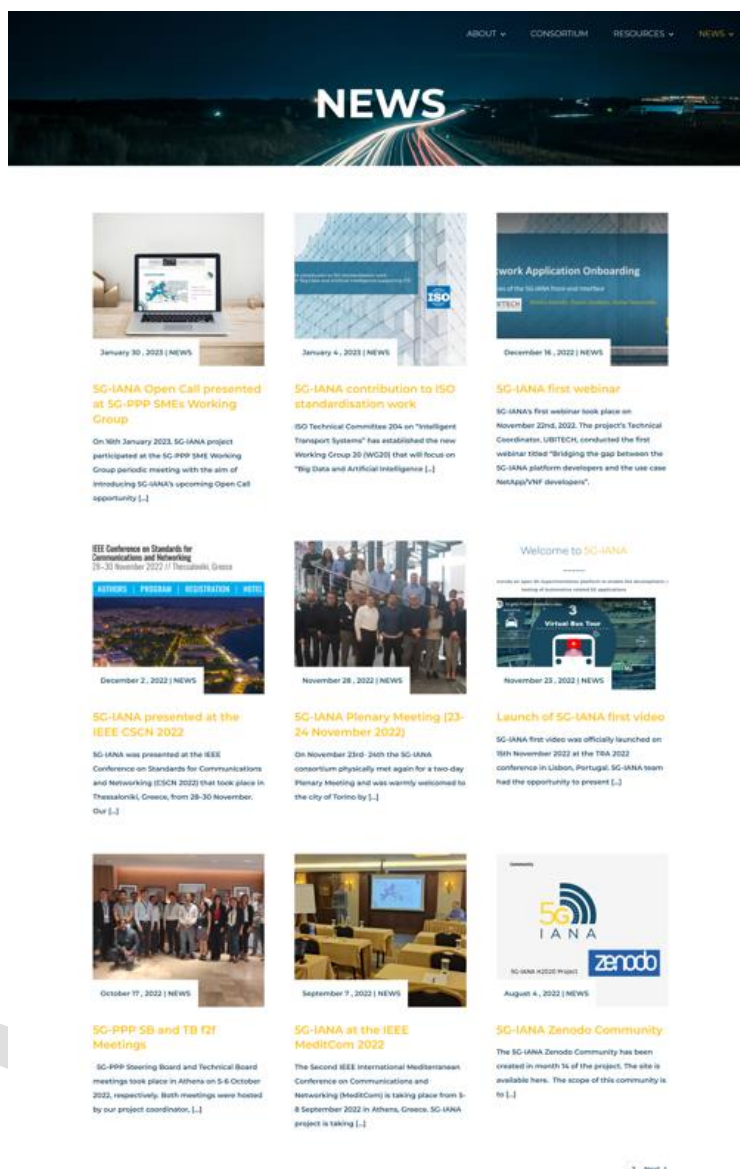 ABOUT
CONSORTIUM
RESOURCES
NEWS
NEWS
ISO
January 30 , 2023 | NEWS
January 4 , 2023 | NEWS
work Application Onboarding
of the 5G-IANA Front-end Interface
December 16 , 2022 | NEWS
5G-IANA Open Call presented
at 5G-PPP SMEs Working
Group
On 16th January 2023, 5G-IANA project
participated at the 5G-PPP SME Working
Group periodic meeting with the aim of
introducing 5G-IANA's upcoming Open Call
opportunity [...]
5G-IANA contribution to ISO
standardisation work
ISO Technical Committee 204 on "Intelligent
Transport Systems" has established the new
Working Group 20 (WG20) that will focus on
"Big Data and Artificial Intelligence [...]
5G-IANA first webinar
5G-IANA's first webinar took place on
November 22nd, 2022. The project's Technical
Coordinator, UBITECH, conducted the first
webinar titled "Bridging the gap between the
5G-IANA platform developers and the use case
NetApp/VNF developers".
IEEE Conference on Standards for
Communications and Networking
28–30 November 2022 // Thessaloniki, Greece
AUTHORS | PROGRAM | REGISTRATION | HOTEL
December 2 , 2022 | NEWS
November 28 , 2022 | NEWS
Welcome to 5G-IANA
3
Virtual Bus Tour
November 23 , 2022 | NEWS
5G-IANA presented at the
IEEE CSCN 2022
5G-IANA was presented at the IEEE
Conference on Standards for Communications
and Networking (CSCN 2022) that took place in
Thessaloniki, Greece, from 28-30 November.
Our [...]
5G-IANA Plenary Meeting (23-
24 November 2022)
On November 23rd- 24th the 5G-IANA
consortium physically met again for a two-day
Plenary Meeting and was warmly welcomed to
the city of Torino by [...]
Launch of 5G-IANA first video
5G-IANA first video was officially launched on
15th November 2022 at the TRA 2022
conference in Lisbon, Portugal. 5G-IANA team
had the opportunity to present [...]
October 17 , 2022 | NEWS
September 7 , 2022 | NEWS
Community
5G
IANA
5G-IANA H2020 Project
zenodo
August 4 , 2022 | NEWS
5G-PPP SB and TB f2f
Meetings
5G-PPP Steering Board and Technical Board
meetings took place in Athens on 5-6 October
2022, respectively. Both meetings were hosted
by our project coordinator, [...]
5G-IANA at the IEEE
MeditCom 2022
The Second IEEE International Mediterranean
Conference on Communications and
Networking (MeditCom) is taking place from 5-
8 September 2022 in Athens, Greece. 5G-IANA
project is taking [...]
5G-IANA Zenodo Community
The 5G-IANA Zenodo Community has been
created in month 14 of the project. The site is
available here. The scope of this community is
to [...]